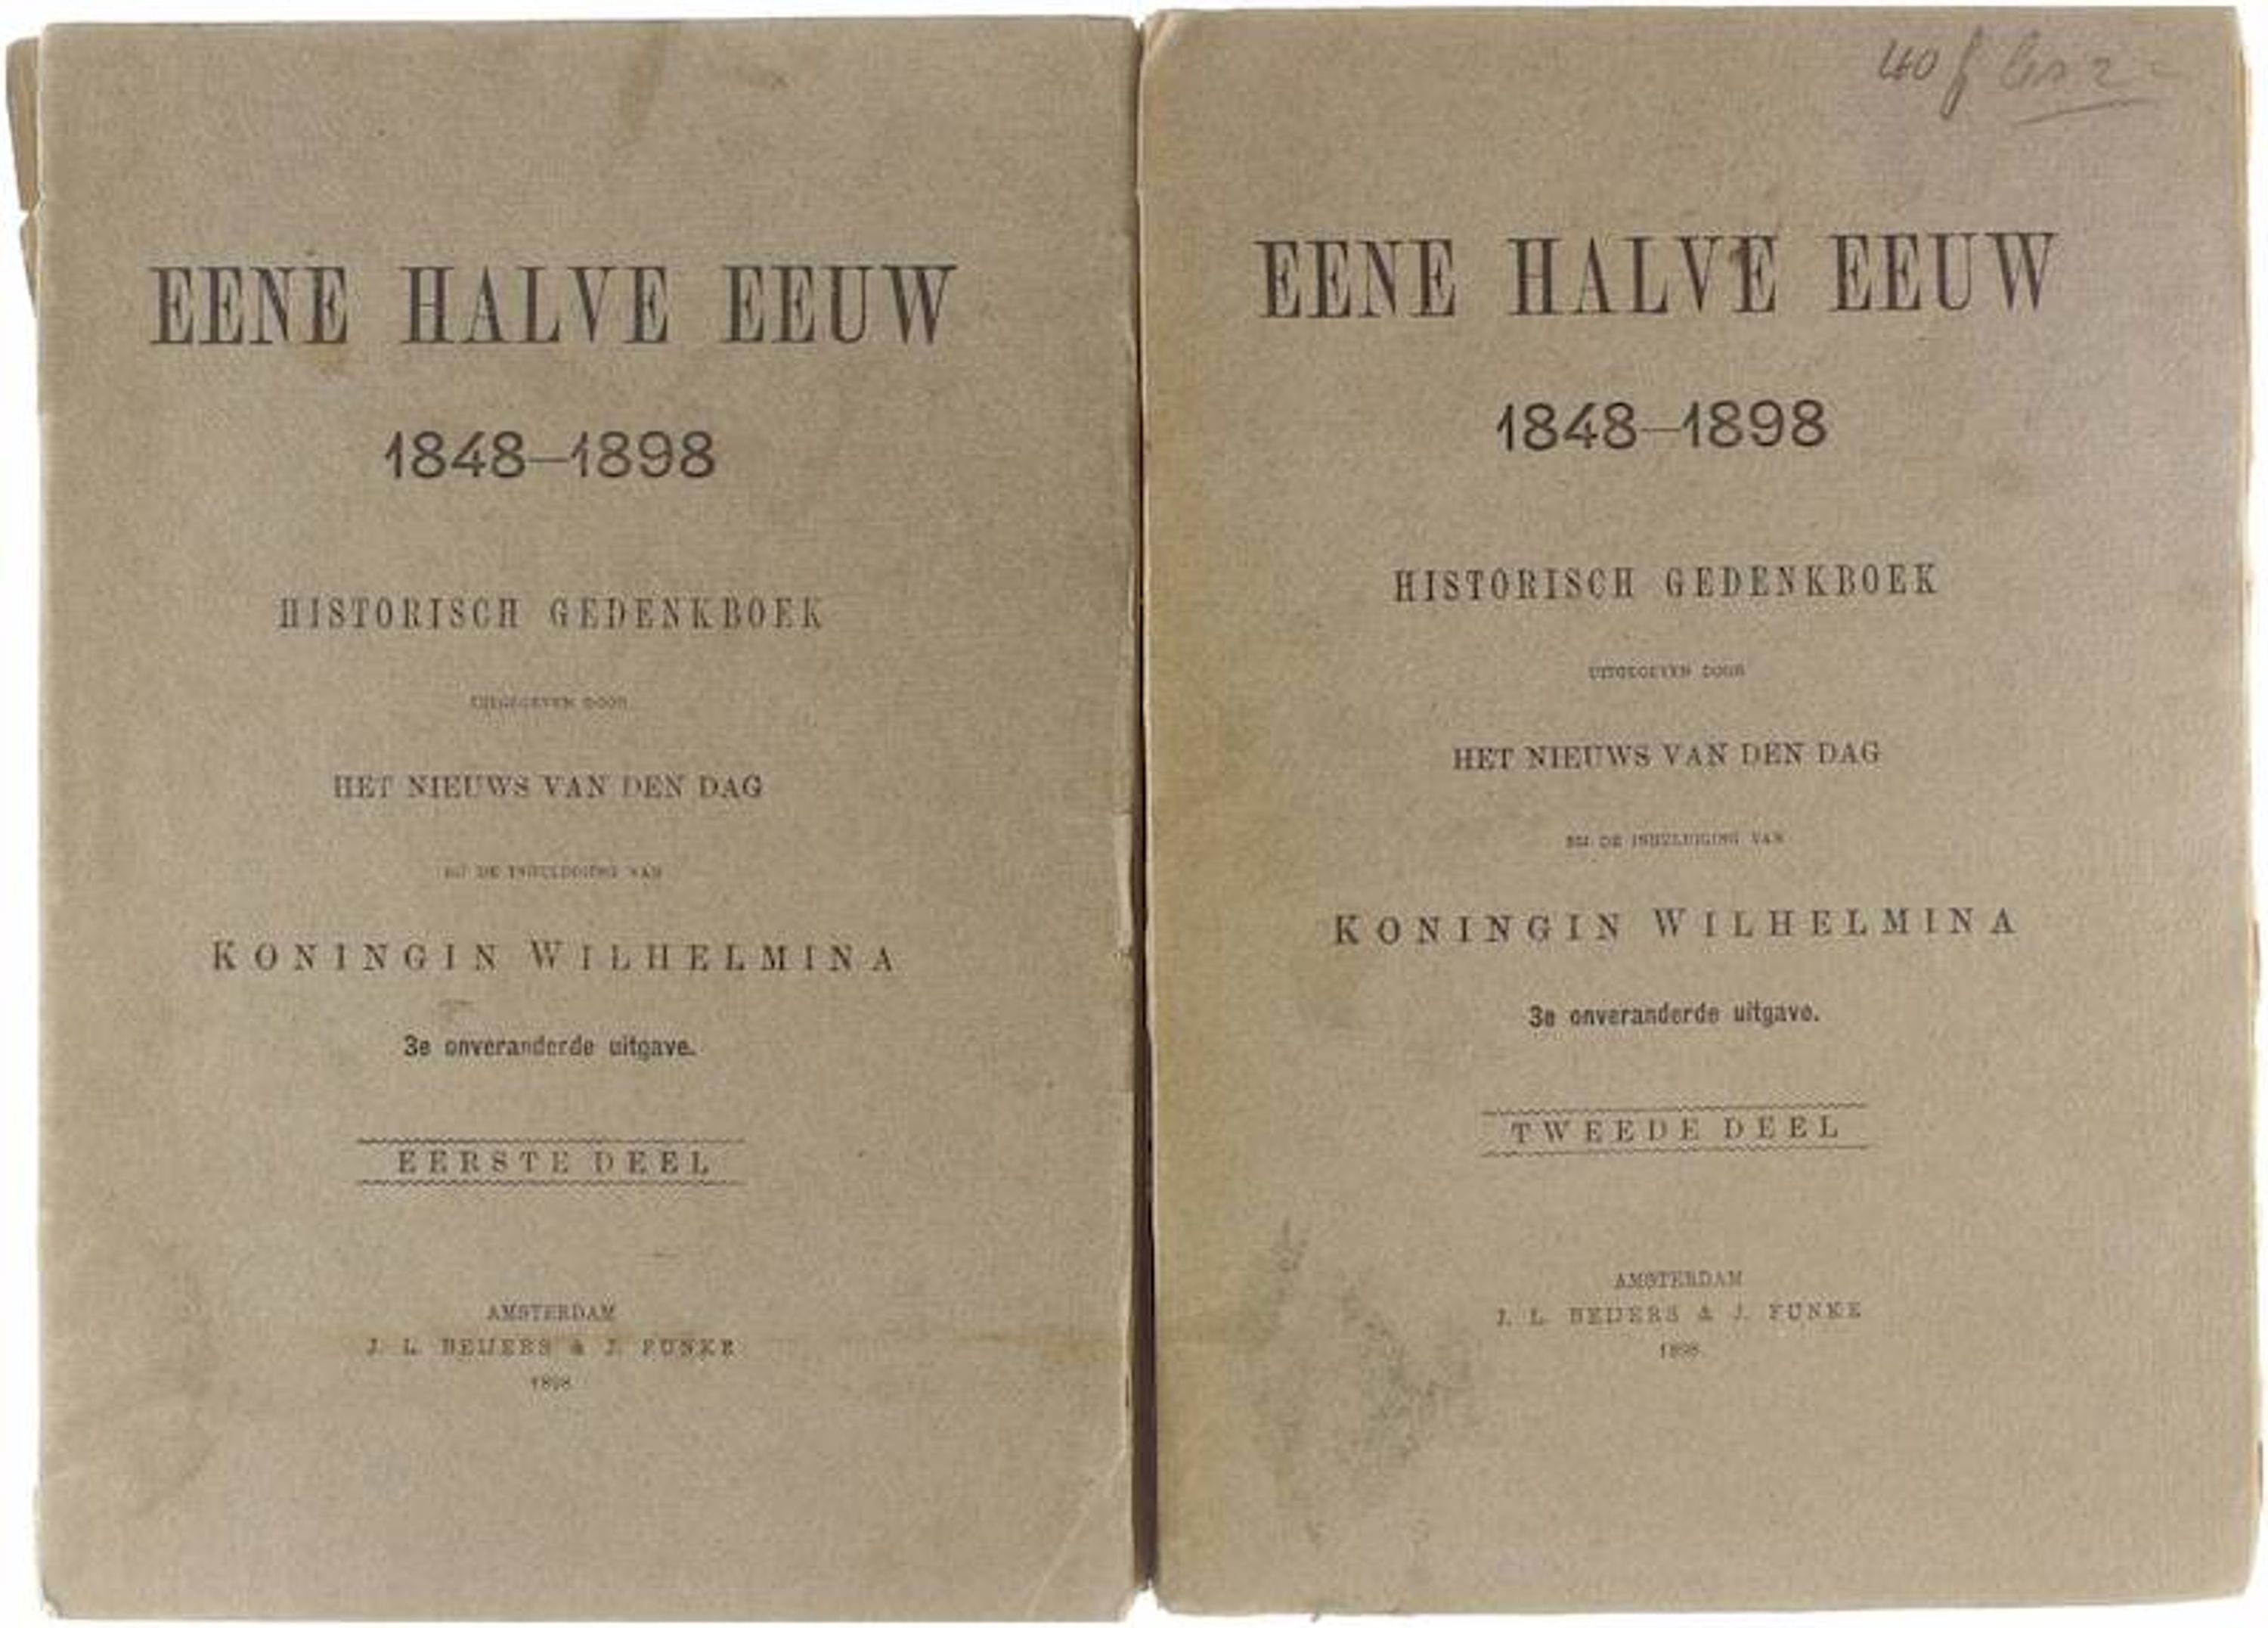 EENE HALVE EEUW
1848—1898
HISTORISCH GEDENKBOEK
UITGEGEVEN DOOR
HET NIEUWS VAN DEN DAG
BIJ DE INHULDIGING VAN
KONINGIN WILHELMINA
3e onveranderde uitgave.
EERSTE DEEL
AMSTERDAM
J. L. BEIJERS & J. FUNKE
1898
40 f
EENE HALVE EEUW
1848—1898
HISTORISCH GEDENKBOEK
UITGEGEVEN DOOR
HET NIEUWS VAN DEN DAG
BIJ DE INHULDIGING VAN
KONINGIN WILHELMINA
3e onveranderde uitgave.
TWEEDE DEEL
AMSTERDAM
J. L. BEIJERS & J. FUNKE
1898